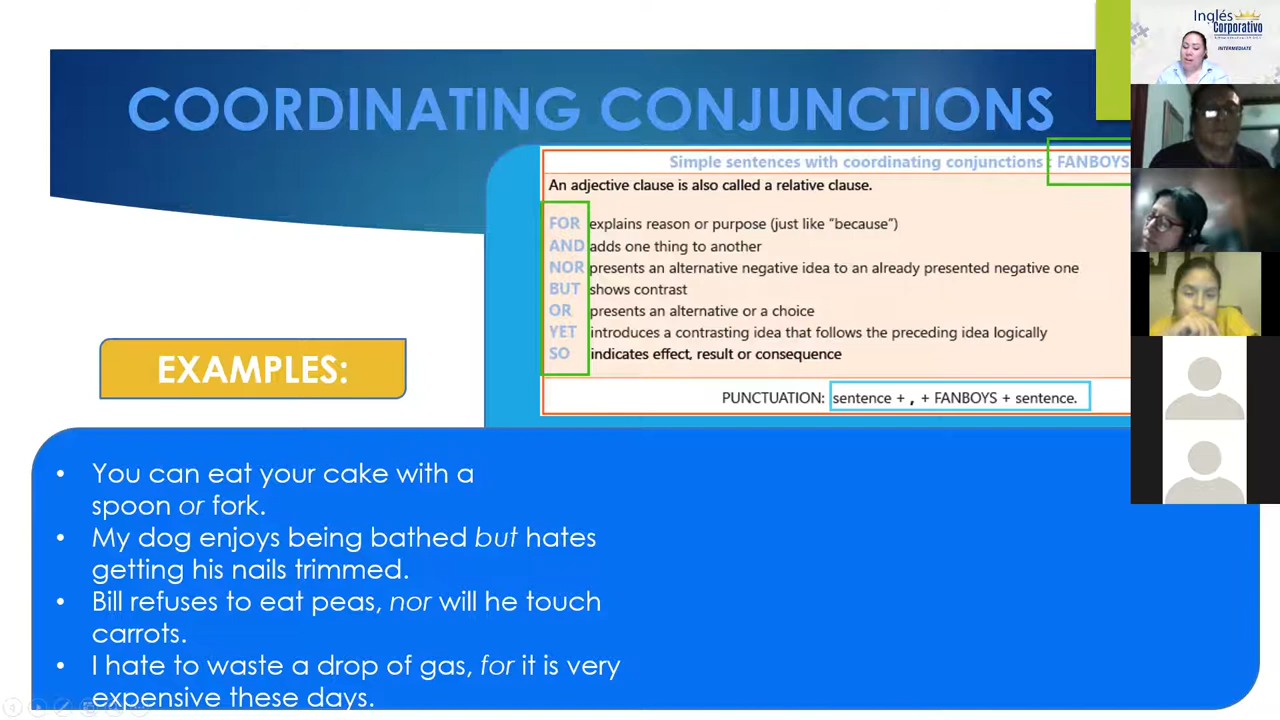 Inglés
Corporativo
INTERMEDIATE
COORDINATING CONJUNCTIONS
Simple sentences with coordinating conjunctions : FANBOYS
An adjective clause is also called a relative clause.
FOR explains reason or purpose (just like “because”)
AND adds one thing to another
NOR presents an alternative negative idea to an already presented negative one
BUT shows contrast
OR presents an alternative or a choice
YET introduces a contrasting idea that follows the preceding idea logically
SO indicates effect, result or consequence
PUNCTUATION: sentence + , + FANBOYS + sentence.
EXAMPLES:
• You can eat your cake with a
spoon or fork.
• My dog enjoys being bathed but hates
getting his nails trimmed.
• Bill refuses to eat peas, nor will he touch
carrots.
• I hate to waste a drop of gas, for it is very
expensive these days.